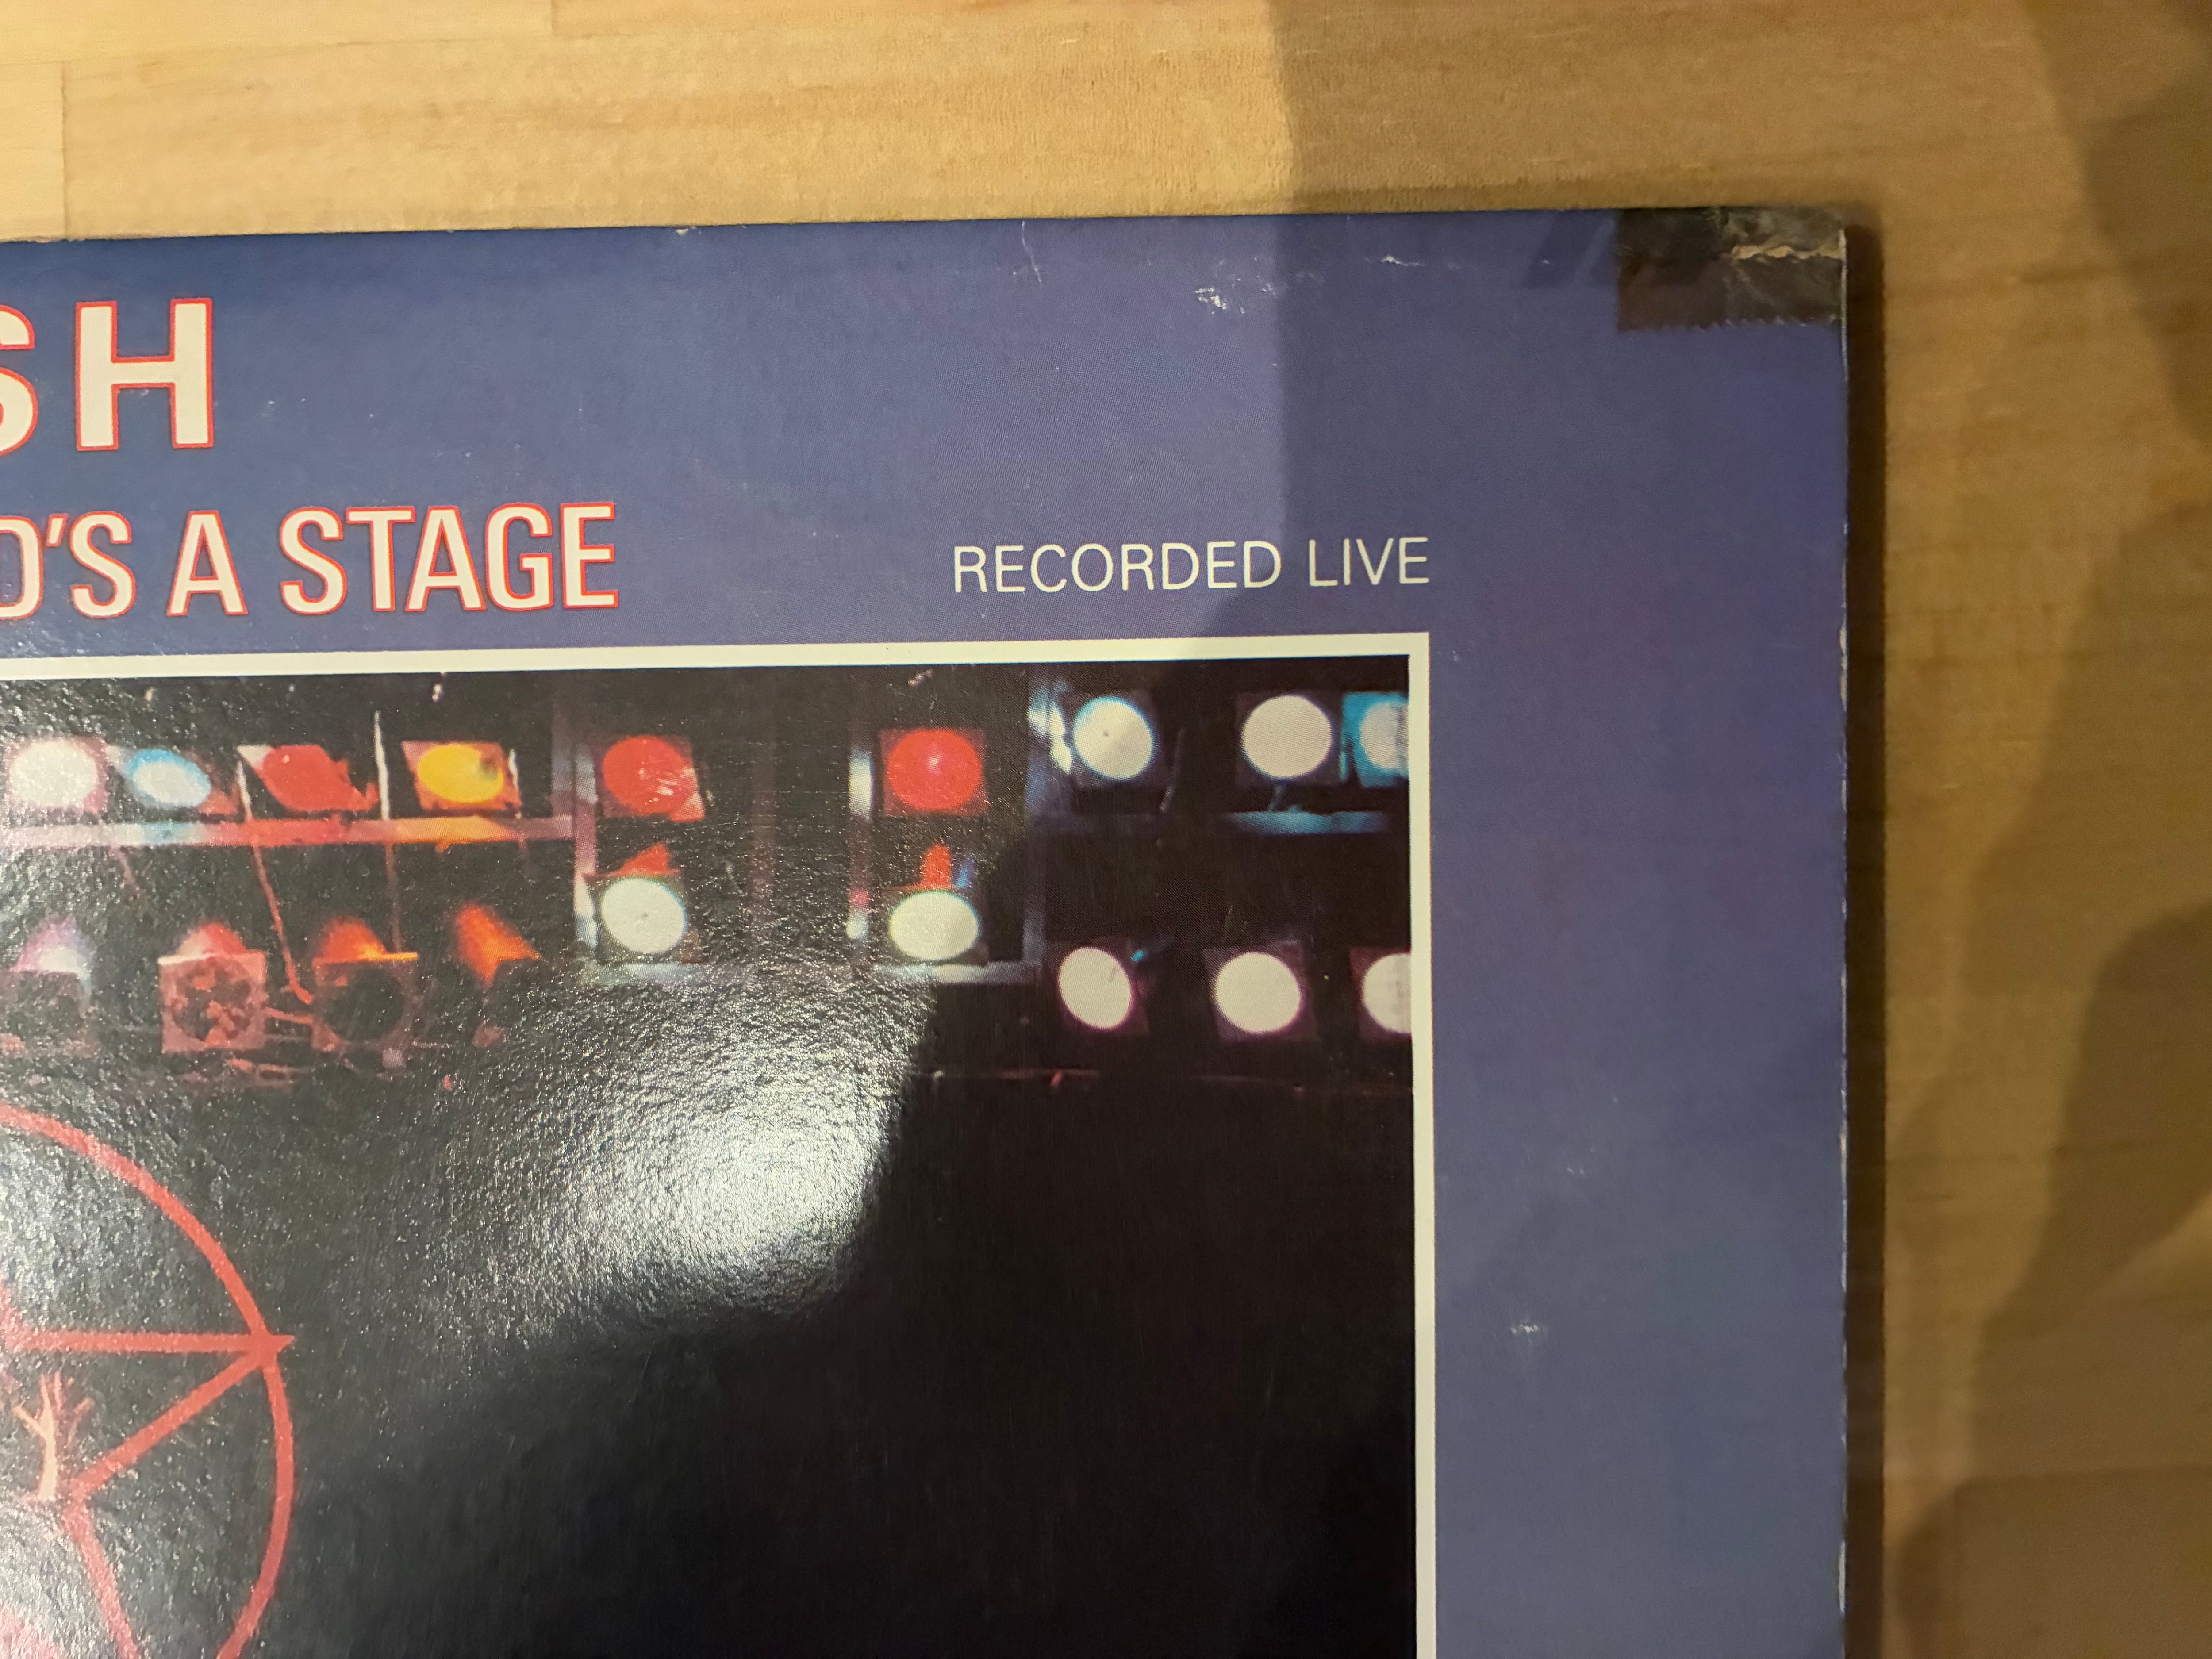 SH
D'S A STAGE
RECORDED LIVE